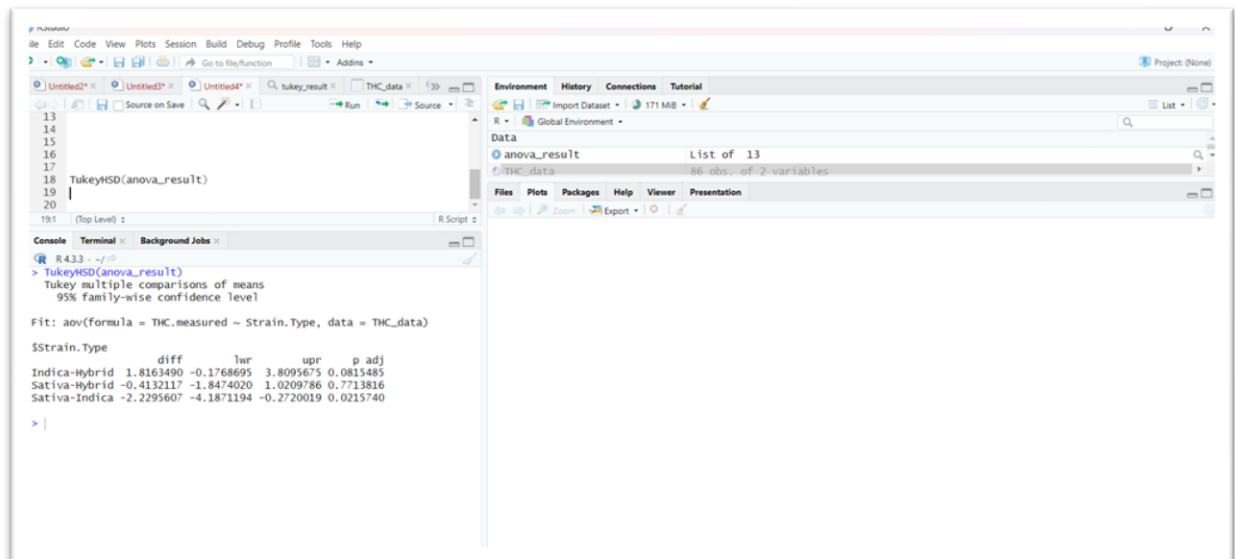 File Edit Code View Plots Session Build Debug Profile Tools Help
Go to file/function Addins
Project: (None)
Untitled2* Untitled3* Untitled4* tukey_result THC_data
Source on Save Run Source
13
14
15
16
17
18 TukeyHSD(anova_result)
19
20
19:1 (Top Level) R Script
Console Terminal Background Jobs
R 4.3.3 · ~/
> TukeyHSD(anova_result)
Tukey multiple comparisons of means
95% family-wise confidence level
Fit: aov(formula = THC.measured ~ Strain.Type, data = THC_data)
$Strain.Type
diff lwr upr p adj
Indica-Hybrid 1.8163490 -0.1768695 3.8095675 0.0815485
Sativa-Hybrid -0.4132117 -1.8474020 1.0209786 0.7713816
Sativa-Indica -2.2295607 -4.1871194 -0.2720019 0.0215740
>
Environment History Connections Tutorial
Import Dataset 171 MiB List
R Global Environment
Data
anova_result List of 13
THC_data 86 obs. of 2 variables
Files Plots Packages Help Viewer Presentation
Zoom Export